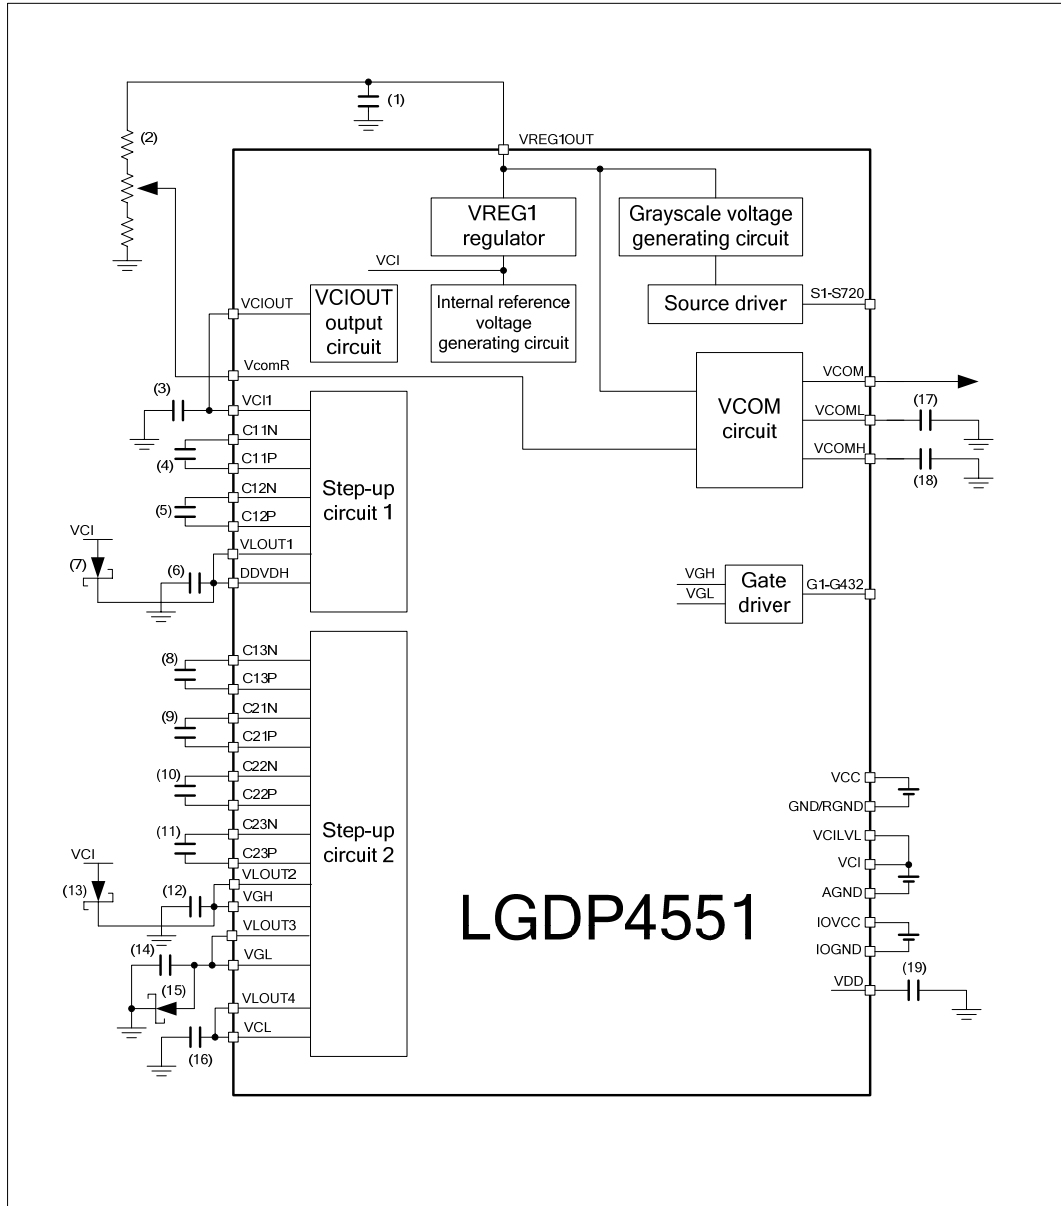 (1)
(2)
VREG1OUT
VREG1
regulator
Grayscale voltage
generating circuit
VCI
VCIOUT
VCIOUT
output
circuit
Internal reference
voltage
generating circuit
Source driver
S1-S720
VcomR
VCOM
circuit
VCOM
VCOML
(17)
VCOMH
(18)
(3)
VCI1
C11N
(4)
C11P
C12N
(5)
C12P
Step-up
circuit 1
VCI
(7)
VLOUT1
(6)
DDVDH
VGH
VGL
Gate
driver
G1-G432
C13N
(8)
C13P
C21N
(9)
C21P
C22N
(10)
C22P
C23N
(11)
C23P
Step-up
circuit 2
VCI
(13)
VLOUT2
(12)
VGH
VLOUT3
(14)
VGL
(15)
VLOUT4
VCL
(16)
LGDP4551
VCC
GND/RGND
VCILVL
VCI
AGND
IOVCC
IOGND
VDD
(19)